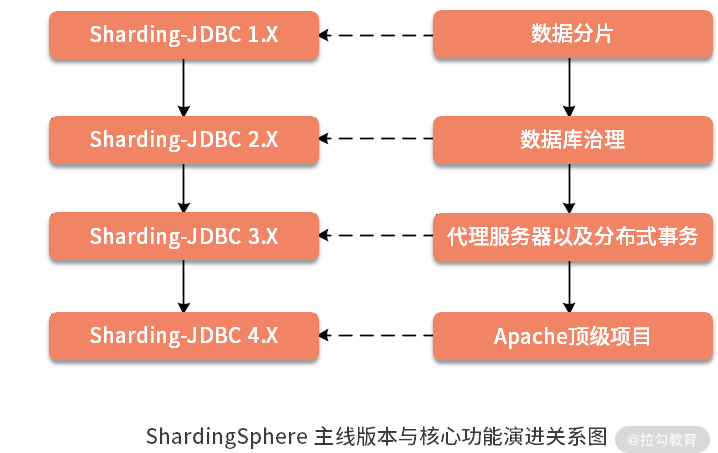 Sharding-JDBC 1.X
数据分片
Sharding-JDBC 2.X
数据库治理
Sharding-JDBC 3.X
代理服务器以及分布式事务
Sharding-JDBC 4.X
Apache顶级项目
ShardingSphere 主线版本与核心功能演进关系图
@拉勾教育